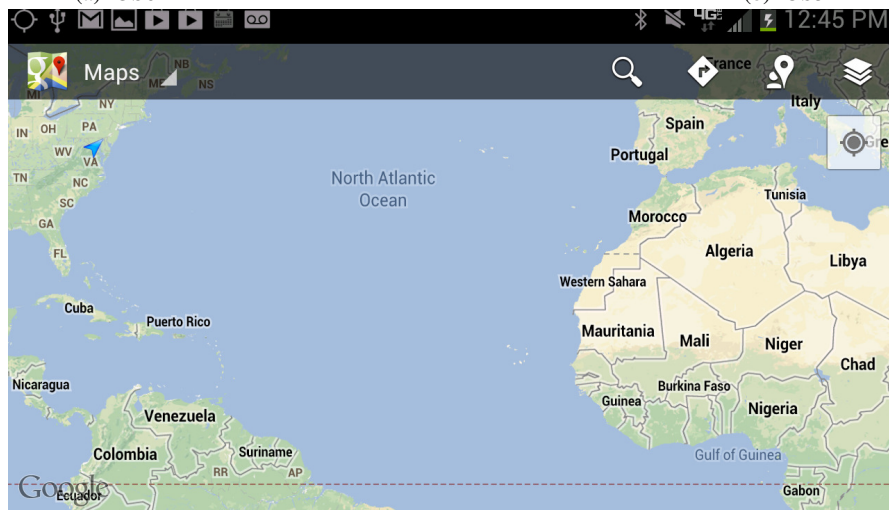 4G 12:45 PM
Maps
NB
ME
NS
MI
NY
France
Italy
IN OH PA
Spain
WV VA
Portugal
Gre
TN
NC
North Atlantic
Ocean
Tunisia
SC
GA
Morocco
FL
Algeria
Libya
Western Sahara
Cuba
Puerto Rico
Mauritania
Mali
Niger
Chad
Nicaragua
Burkina Faso
Guinea
Nigeria
Venezuela
Colombia
Suriname
Gulf of Guinea
RR
AP
Google
Ecuador
Gabon